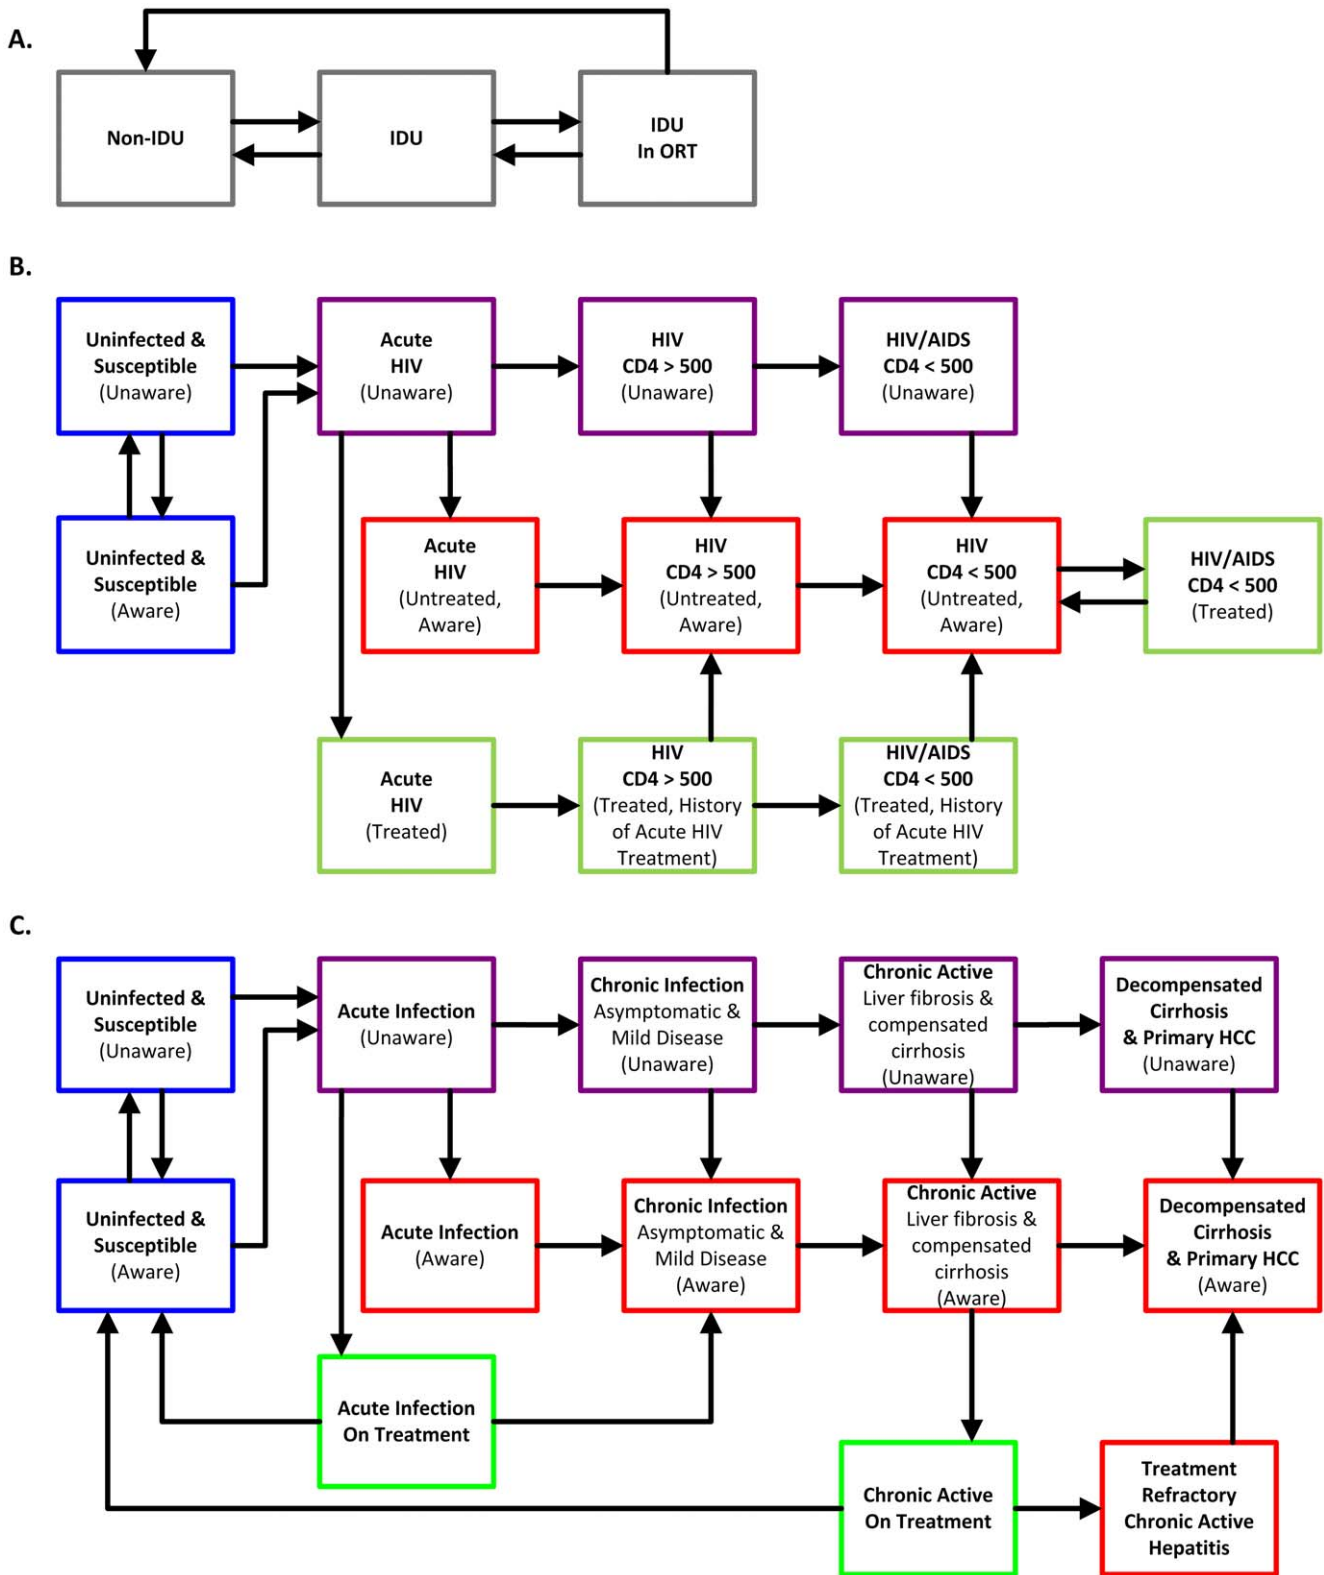 A.
Non-IDU
IDU
IDU
In ORT
B.
Uninfected &
Susceptible
(Unaware)
Acute
HIV
(Unaware)
HIV
CD4 > 500
(Unaware)
HIV/AIDS
CD4 < 500
(Unaware)
Uninfected &
Susceptible
(Aware)
Acute
HIV
(Untreated,
Aware)
HIV
CD4 > 500
(Untreated,
Aware)
HIV
CD4 < 500
(Untreated,
Aware)
HIV/AIDS
CD4 < 500
(Treated)
Acute
HIV
(Treated)
HIV
CD4 > 500
(Treated, History
of Acute HIV
Treatment)
HIV/AIDS
CD4 < 500
(Treated, History
of Acute HIV
Treatment)
C.
Uninfected &
Susceptible
(Unaware)
Acute Infection
(Unaware)
Chronic Infection
Asymptomatic &
Mild Disease
(Unaware)
Chronic Active
Liver fibrosis &
compensated
cirrhosis
(Unaware)
Decompensated
Cirrhosis
& Primary HCC
(Unaware)
Uninfected &
Susceptible
(Aware)
Acute Infection
(Aware)
Chronic Infection
Asymptomatic &
Mild Disease
(Aware)
Chronic Active
Liver fibrosis &
compensated
cirrhosis
(Aware)
Decompensated
Cirrhosis
& Primary HCC
(Aware)
Acute Infection
On Treatment
Chronic Active
On Treatment
Treatment
Refractory
Chronic Active
Hepatitis